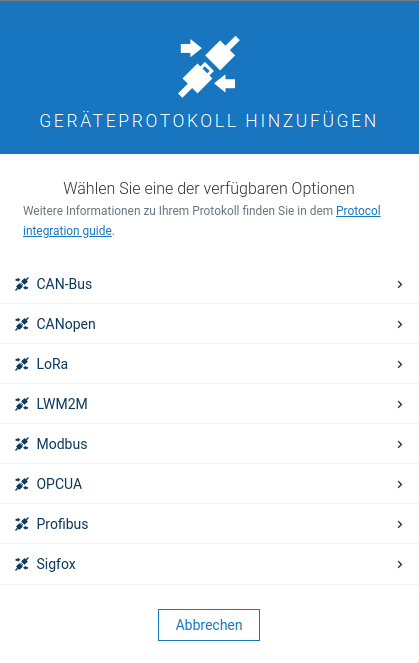 GERÄTEPROTOKOLL HINZUFÜGEN
Wählen Sie eine der verfügbaren Optionen
Weitere Informationen zu Ihrem Protokoll finden Sie in dem Protocol
integration guide.
CAN-Bus
CANopen
LoRa
LWM2M
Modbus
OPCUA
Profibus
Sigfox
Abbrechen